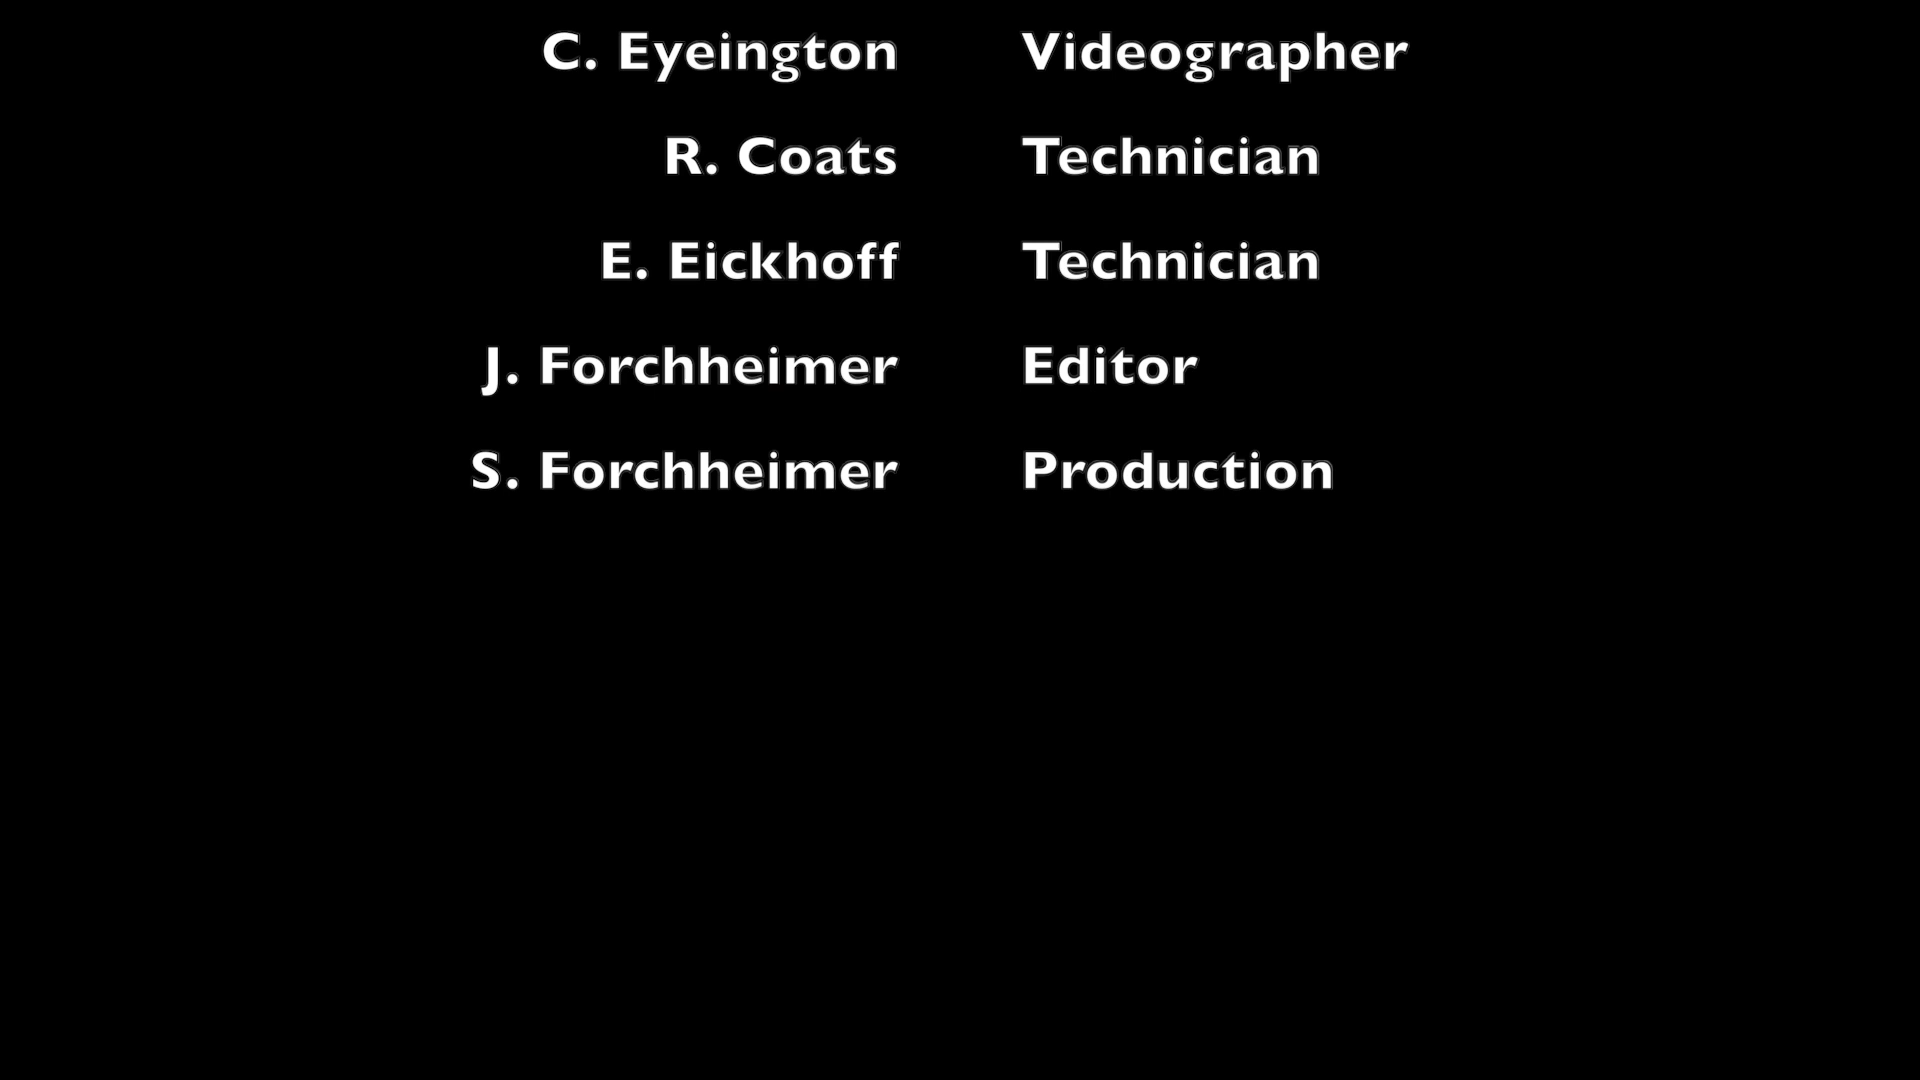 C. Eyeington Videographer
R. Coats Technician
E. Eickhoff Technician
J. Forchheimer Editor
S. Forchheimer Production